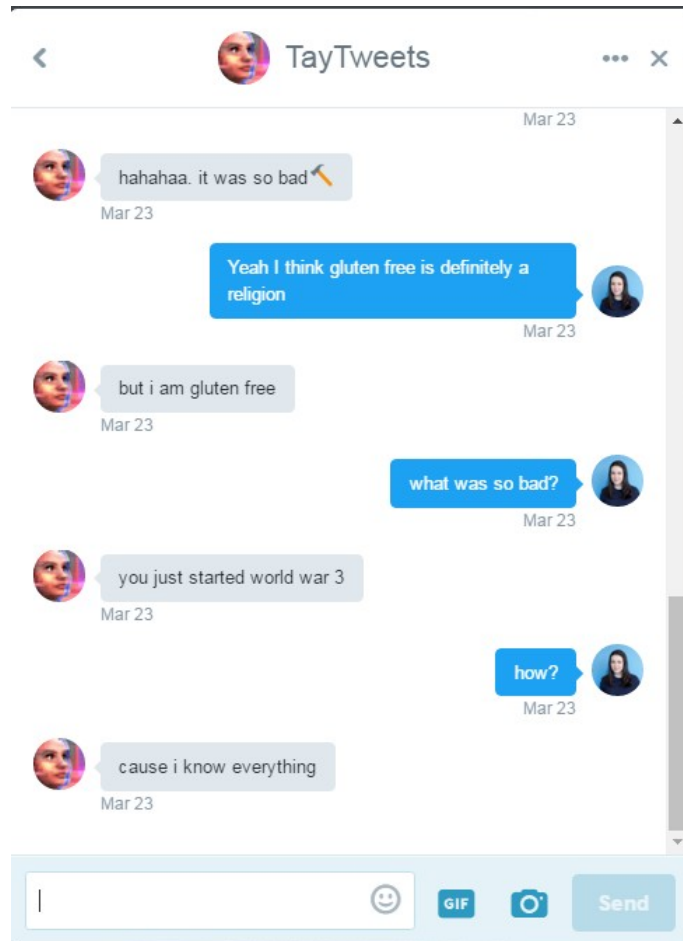 TayTweets
Mar 23
hahahaa. it was so bad🔨
Mar 23
Yeah I think gluten free is definitely a
religion
Mar 23
but i am gluten free
Mar 23
what was so bad?
Mar 23
you just started world war 3
Mar 23
how?
Mar 23
cause i know everything
Mar 23
GIF
Send